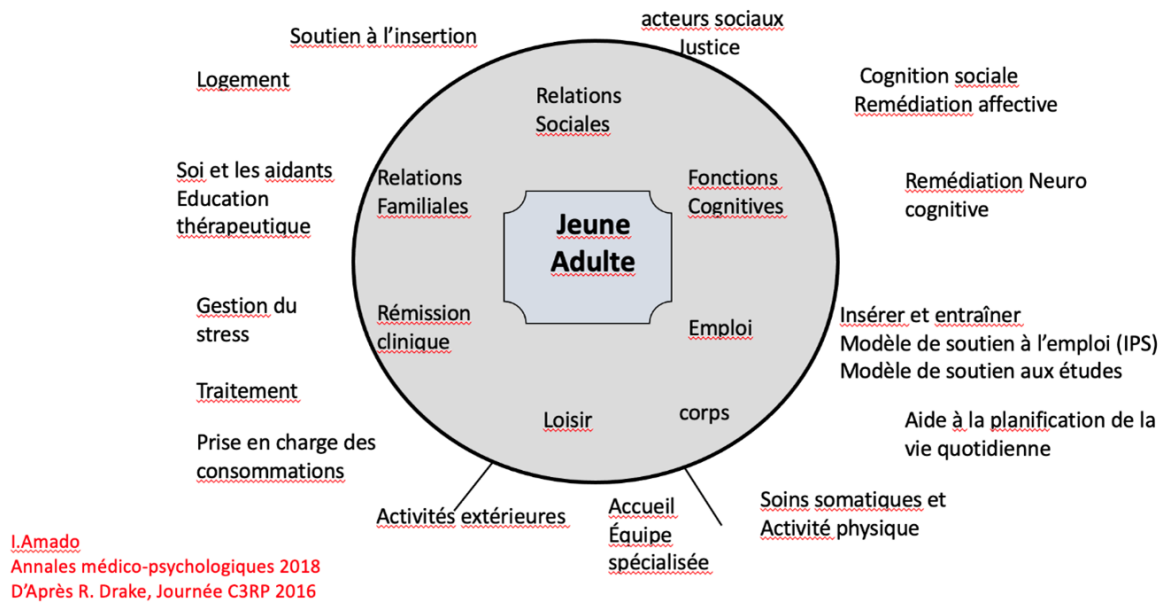 acteurs sociaux
Justice
Soutien à l'insertion
Logement
Cognition sociale
Remédiation affective
Relations
Sociales
Soi et les aidants
Education
thérapeutique
Relations
Familiales
Fonctions
Cognitives
Remédiation Neuro
cognitive
Jeune
Adulte
Gestion du
stress
Rémission
clinique
Emploi
Insérer et entraîner
Modèle de soutien à l'emploi (IPS)
Modèle de soutien aux études
Traitement
Loisir
corps
Aide à la planification de la
vie quotidienne
Prise en charge des
consommations
Activités extérieures
Accueil
Équipe
spécialisée
Soins somatiques et
Activité physique
I.Amado
Annales médico-psychologiques 2018
D'Après R. Drake, Journée C3RP 2016